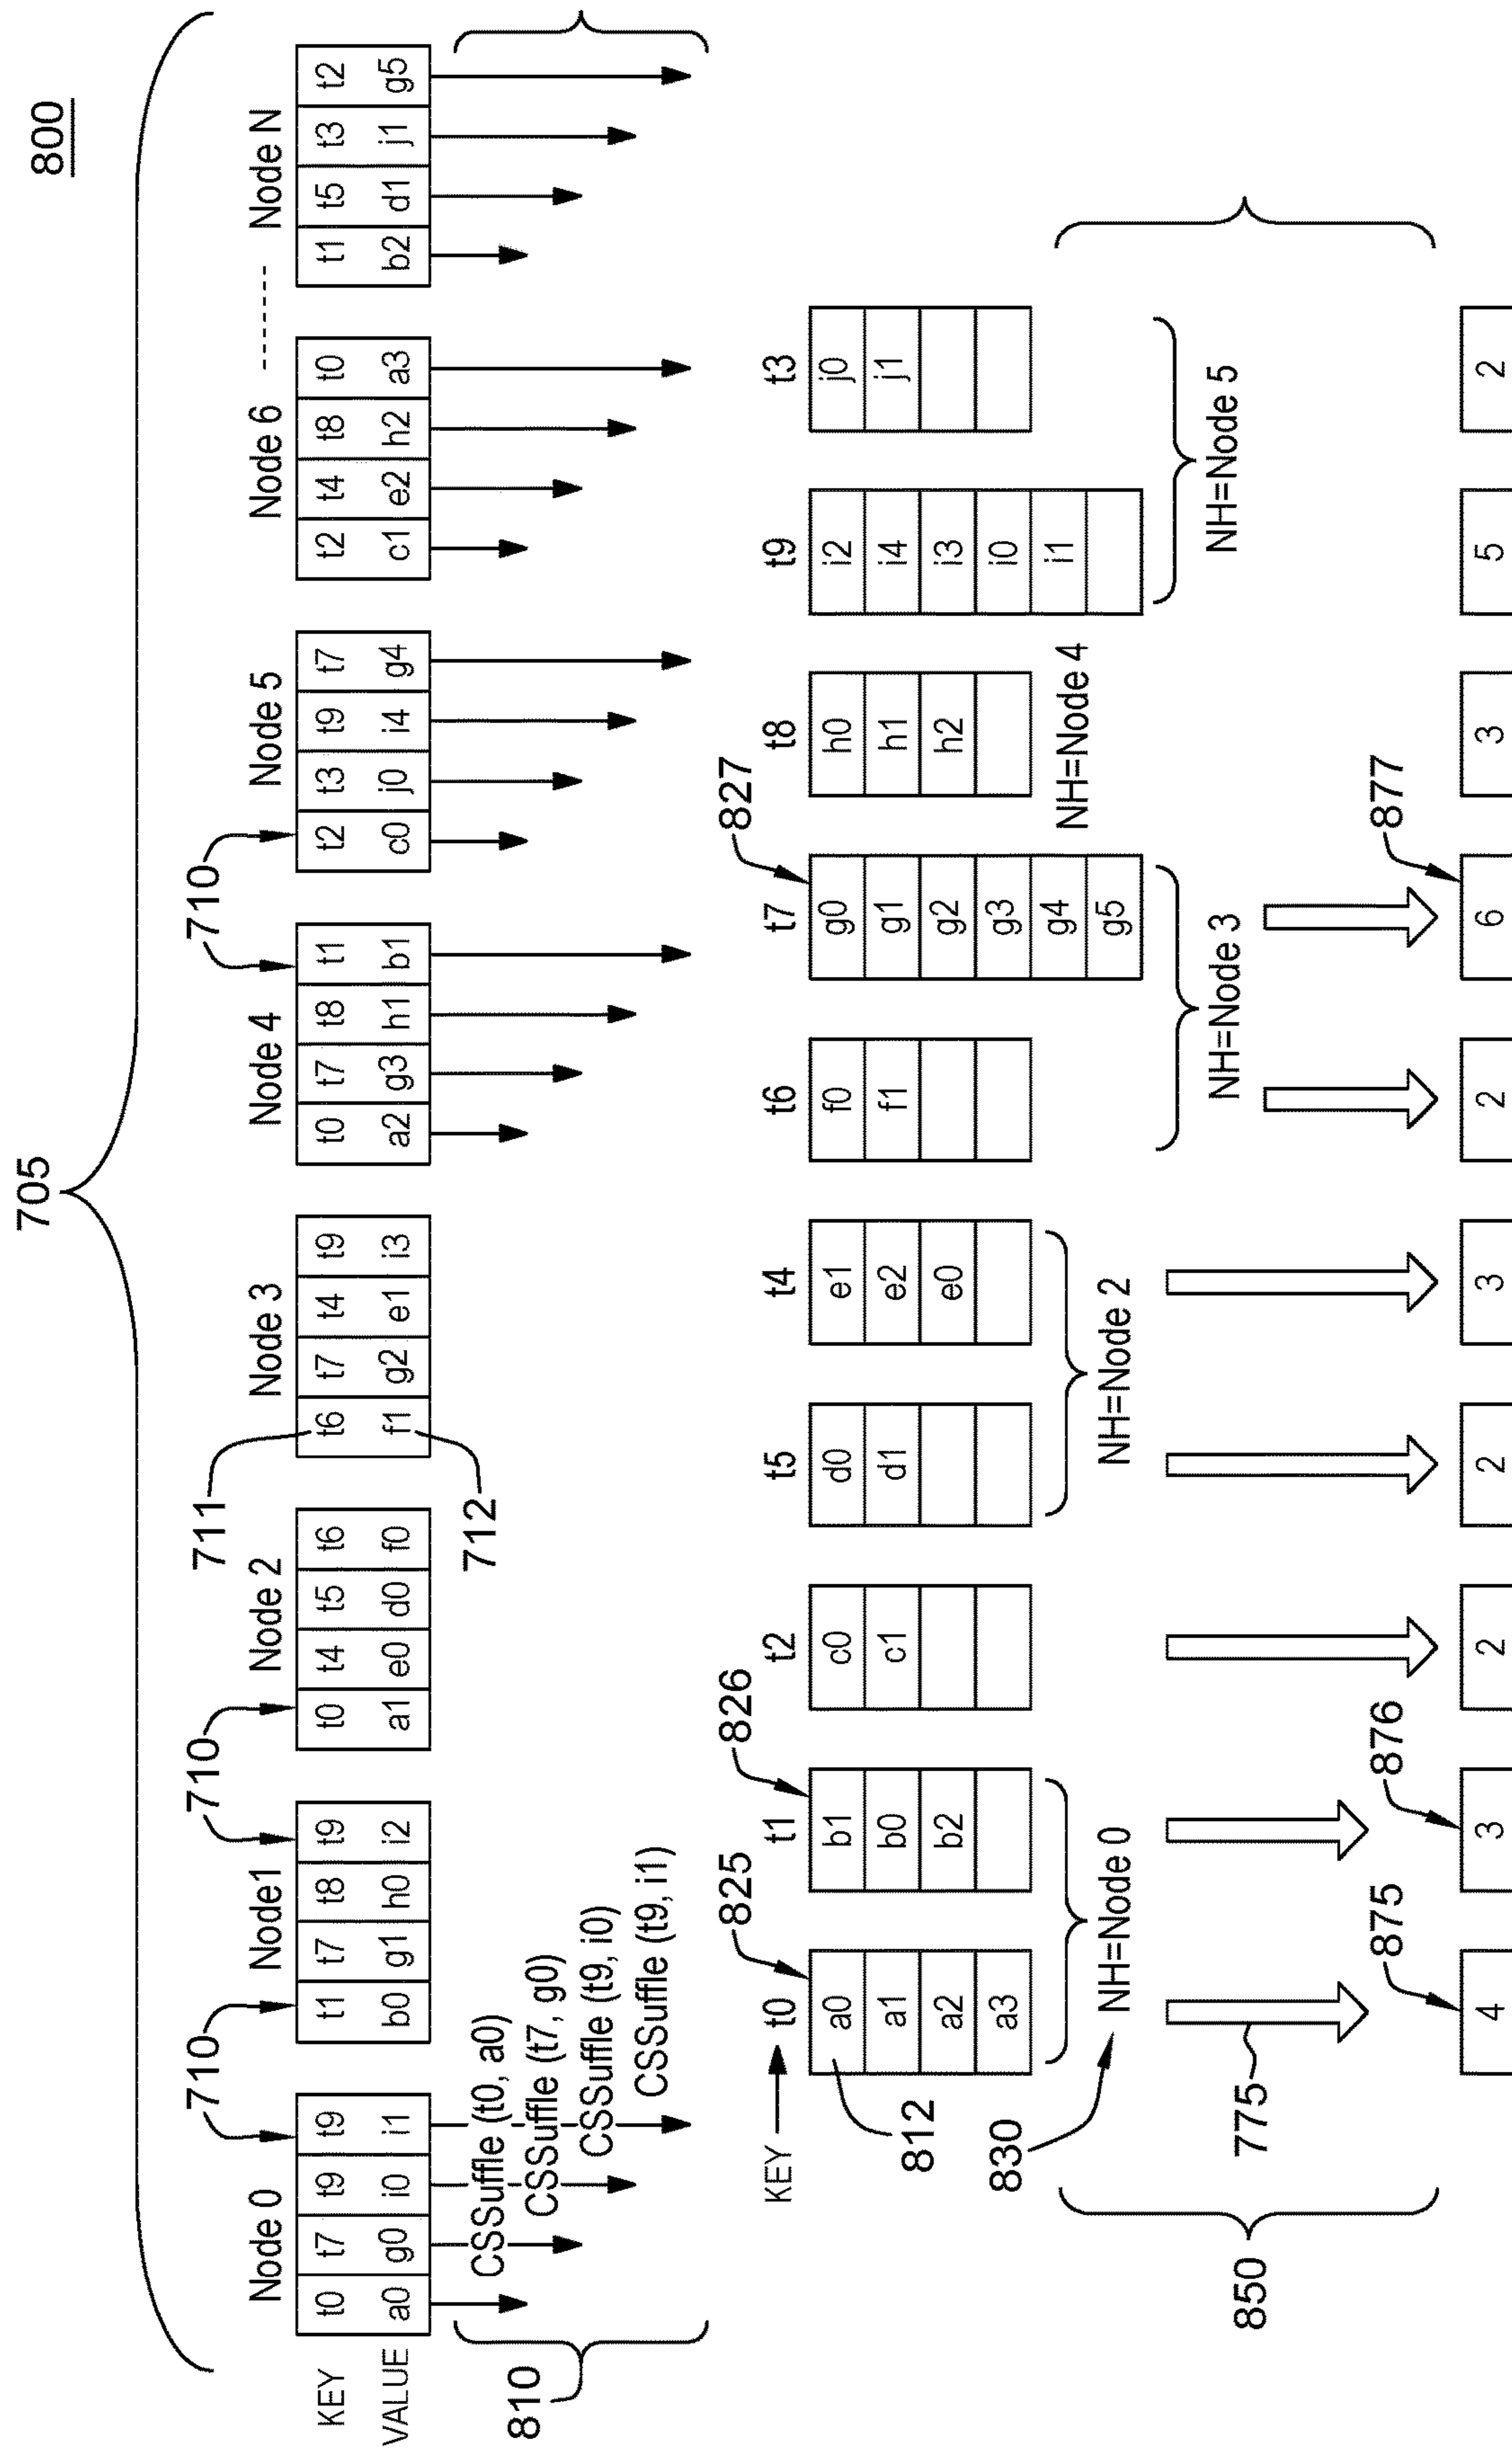 800
705
Node 0 Node1 Node 2 Node 3 Node 4 Node 5 Node 6 ------- Node N
710 710 711 710
KEY t0 t7 t9 t9 t1 t7 t8 t9 t0 t4 t5 t6 t6 t7 t4 t9 t0 t7 t8 t1 t2 t3 t9 t7 t2 t4 t8 t0 t1 t5 t3 t2
VALUE a0 g0 i0 i1 b0 g1 h0 i2 a1 e0 d0 f0 f1 g2 e1 i3 a2 g3 h1 b1 c0 j0 i4 g4 c1 e2 h2 a3 b2 d1 j1 g5
712
810
CSSuffle (t0, a0)
CSSuffle (t7, g0)
CSSuffle (t9, i0)
CSSuffle (t9, i1)
825 826 827
KEY t0 t1 t2 t5 t4 t6 t7 t8 t9 t3
a0 b1 c0 d0 e1 f0 g0 h0 i2 j0
a1 b0 c1 d1 e2 f1 g1 h1 i4 j1
a2 b2 e0 g2 h2 i3
a3 g3 i0
g4 i1
g5
812
830
NH=Node 0 NH=Node 2 NH=Node 3 NH=Node 4 NH=Node 5
775
850
875 876 877
4 3 2 2 3 2 6 3 5 2